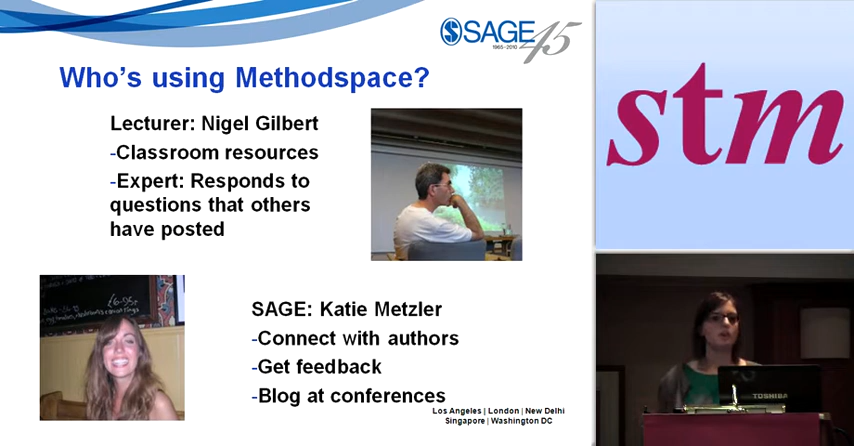 SAGE 45
1965-2010
Who's using Methodspace?
Lecturer: Nigel Gilbert
-Classroom resources
-Expert: Responds to
questions that others
have posted
£6.95
SAGE: Katie Metzler
-Connect with authors
-Get feedback
-Blog at conferences
Los Angeles | London | New Delhi
Singapore | Washington DC
stm
TOSHIBA